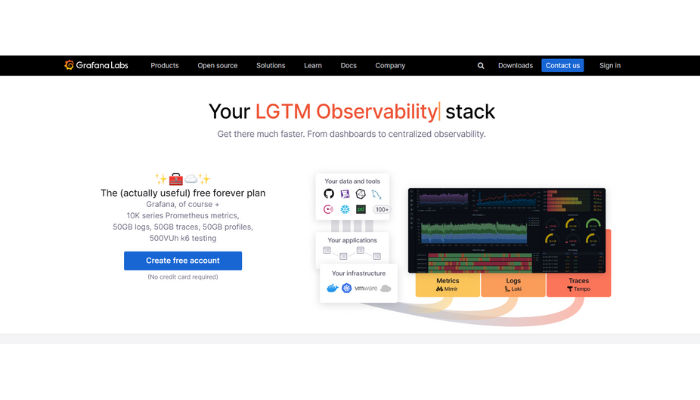 Grafana Labs
Products Open source Solutions Learn Docs Company Downloads Contact us Sign in
Your LGTM Observability stack
Get there much faster. From dashboards to centralized observability.
The (actually useful) free forever plan
Grafana, of course +
10K series Prometheus metrics,
50GB logs, 50GB traces, 50GB profiles,
500VUh k6 testing
Create free account
(No credit card required)
Your data and tools
pd
100+
Your applications
Your infrastructure
vmware
Metrics
Mimir
Logs
Loki
Traces
Tempo